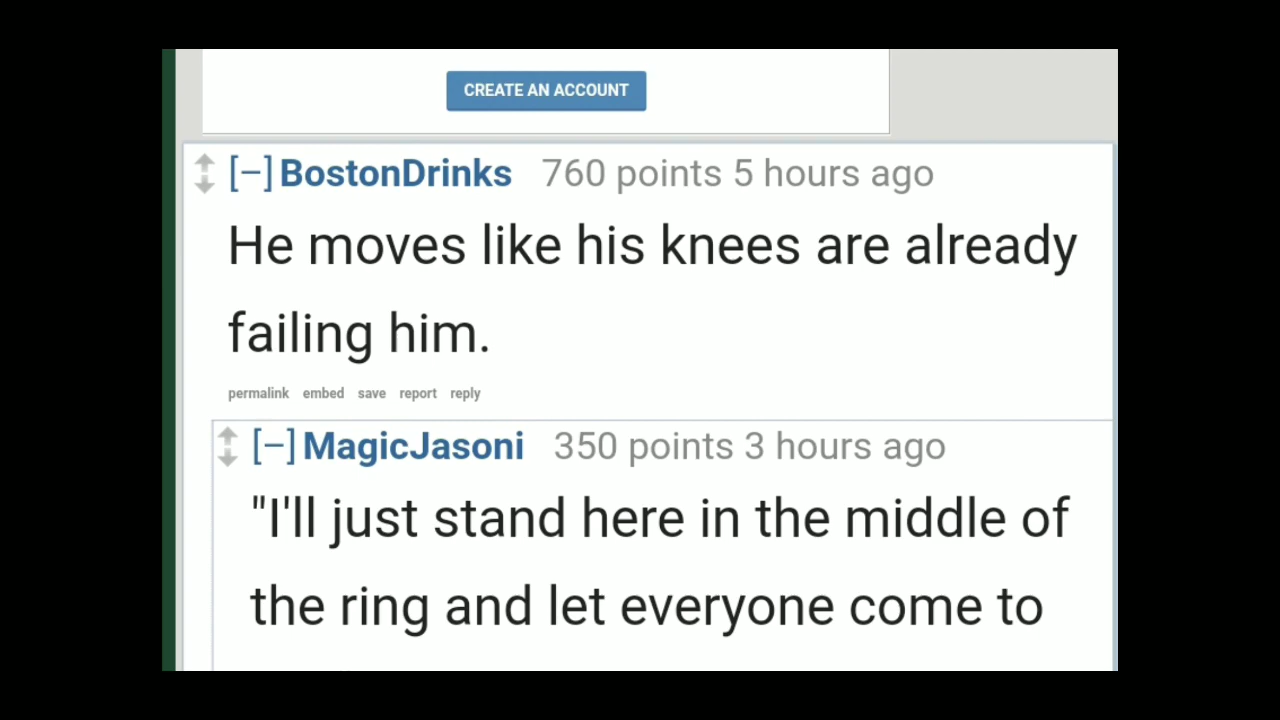 CREATE AN ACCOUNT
[–] BostonDrinks 760 points 5 hours ago
He moves like his knees are already
failing him.
permalink embed save report reply
[–] MagicJasoni 350 points 3 hours ago
"I'll just stand here in the middle of
the ring and let everyone come to